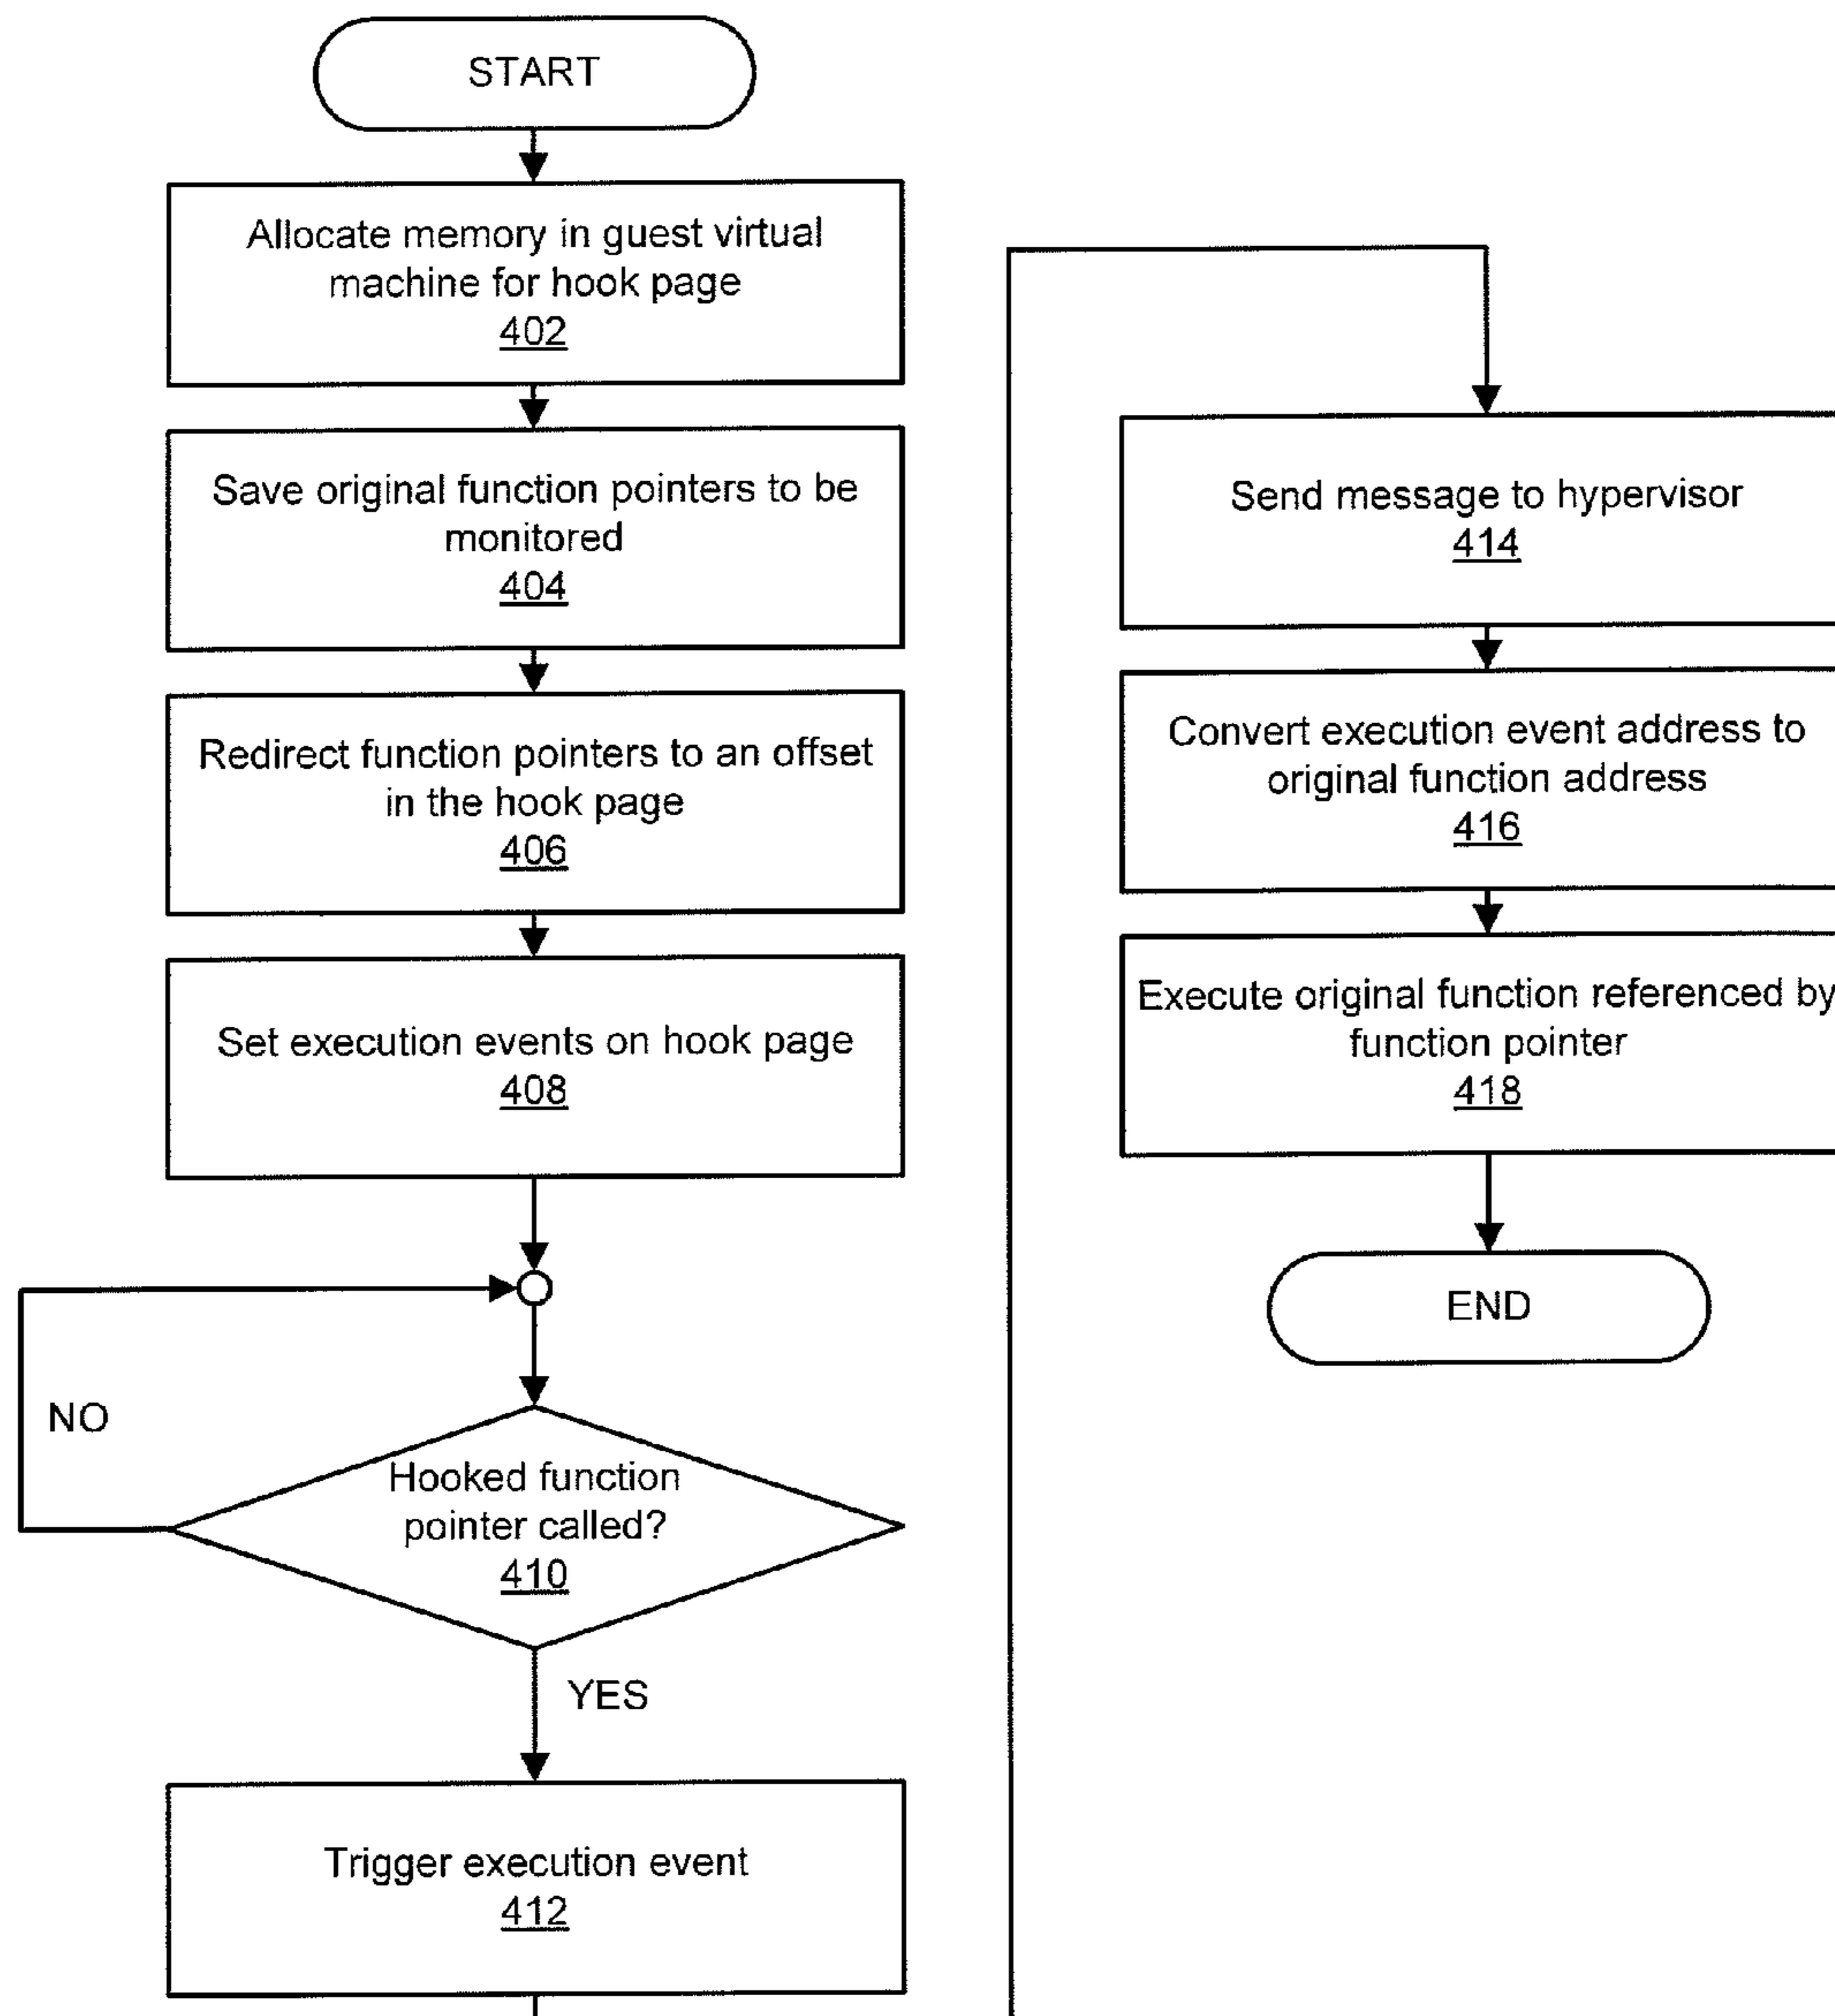 START
Allocate memory in guest virtual
machine for hook page
402
Save original function pointers to be
monitored
404
Redirect function pointers to an offset
in the hook page
406
Set execution events on hook page
408
NO
Hooked function
pointer called?
410
YES
Trigger execution event
412
Send message to hypervisor
414
Convert execution event address to
original function address
416
Execute original function referenced by
function pointer
418
END